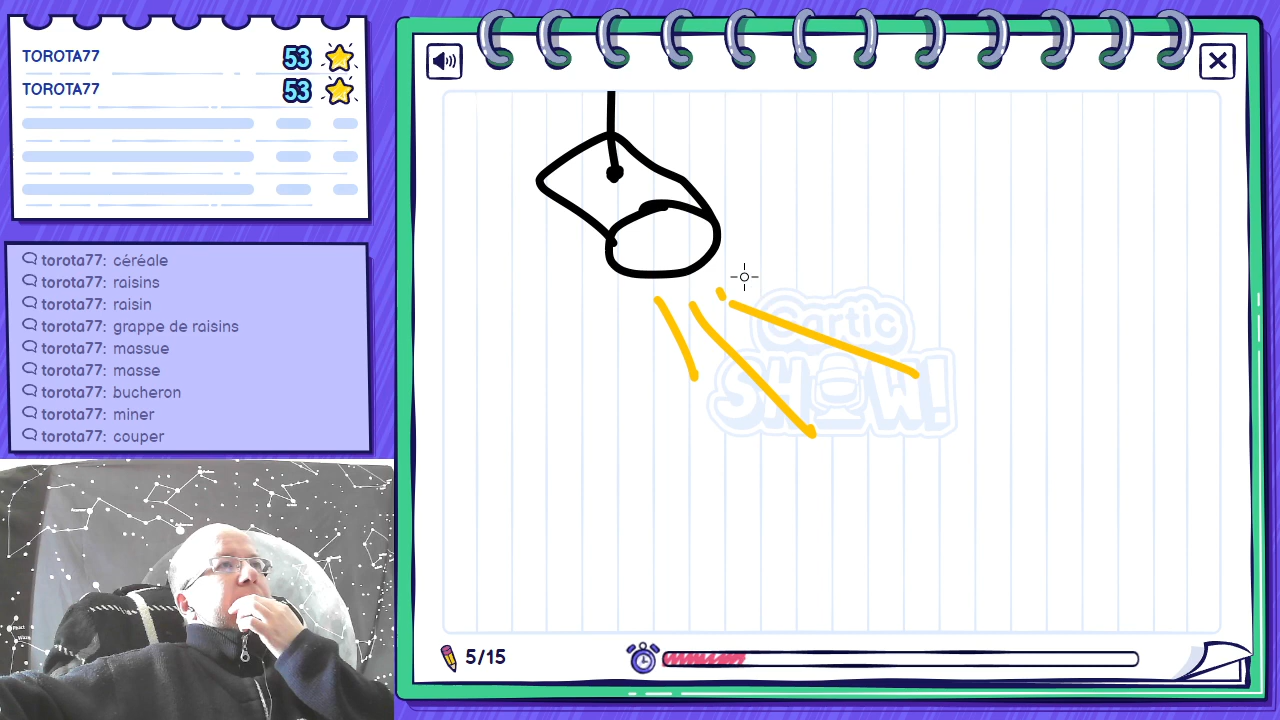 TOROTA77 53
TOROTA77 53
torota77: céréale
torota77: raisins
torota77: raisin
torota77: grappe de raisins
torota77: massue
torota77: masse
torota77: bucheron
torota77: miner
torota77: couper
Gartic
SHOW!
5/15